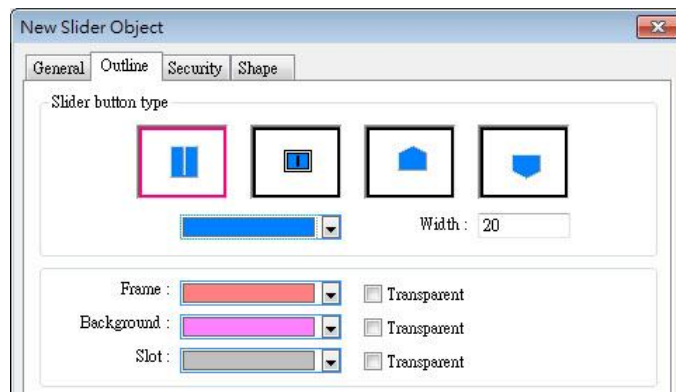 New Slider Object
General Outline Security Shape
Slider button type
Width : 20
Frame : Transparent
Background : Transparent
Slot : Transparent